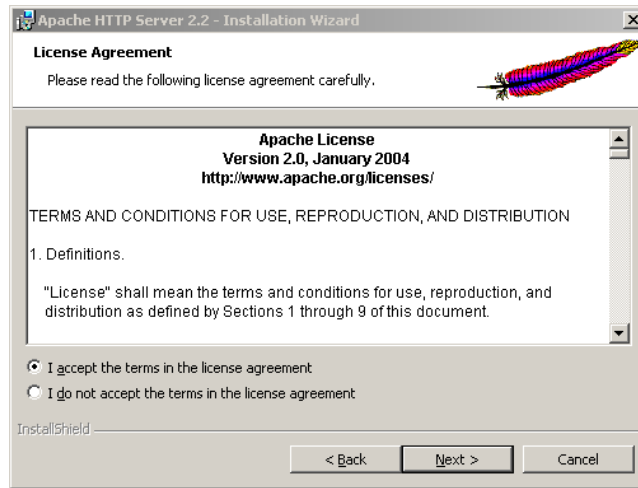 Apache HTTP Server 2.2 - Installation Wizard
License Agreement
Please read the following license agreement carefully.
Apache License
Version 2.0, January 2004
http://www.apache.org/licenses/
TERMS AND CONDITIONS FOR USE, REPRODUCTION, AND DISTRIBUTION
1. Definitions.
"License" shall mean the terms and conditions for use, reproduction, and
distribution as defined by Sections 1 through 9 of this document.
I accept the terms in the license agreement
I do not accept the terms in the license agreement
InstallShield
< Back Next > Cancel